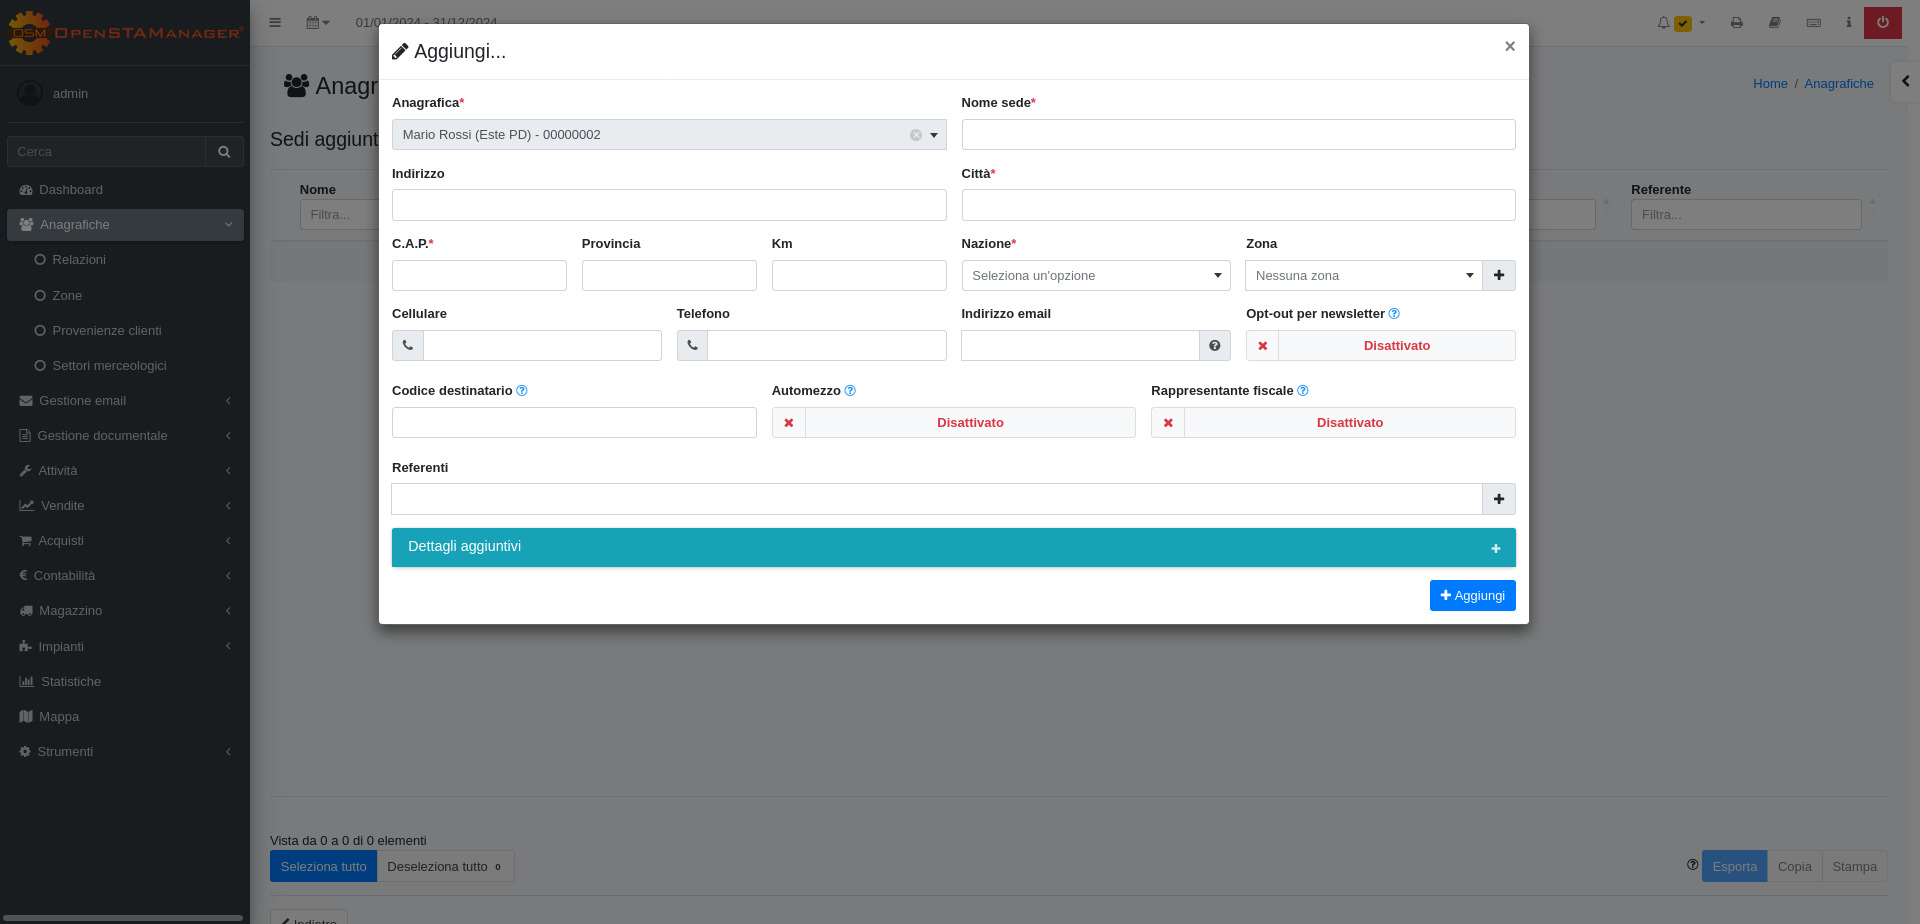 OSM OpenSTAManager
admin
Cerca
Dashboard
Anagrafiche
Relazioni
Zone
Provenienze clienti
Settori merceologici
Gestione email
Gestione documentale
Attività
Vendite
Acquisti
Contabilità
Magazzino
Impianti
Statistiche
Mappa
Strumenti
01/01/2024 - 31/12/2024
Anagr
Home / Anagrafiche
Sedi aggiunt
Nome
Referente
Filtra...
Filtra...
Aggiungi...
×
Anagrafica*
Nome sede*
Mario Rossi (Este PD) - 00000002
Indirizzo
Città*
C.A.P.*
Provincia
Km
Nazione*
Zona
Seleziona un'opzione
Nessuna zona
Cellulare
Telefono
Indirizzo email
Opt-out per newsletter
Disattivato
Codice destinatario
Automezzo
Rappresentante fiscale
Disattivato
Disattivato
Referenti
Dettagli aggiuntivi
Aggiungi
Vista da 0 a 0 di 0 elementi
Seleziona tutto
Deseleziona tutto 0
Esporta
Copia
Stampa
Indietro